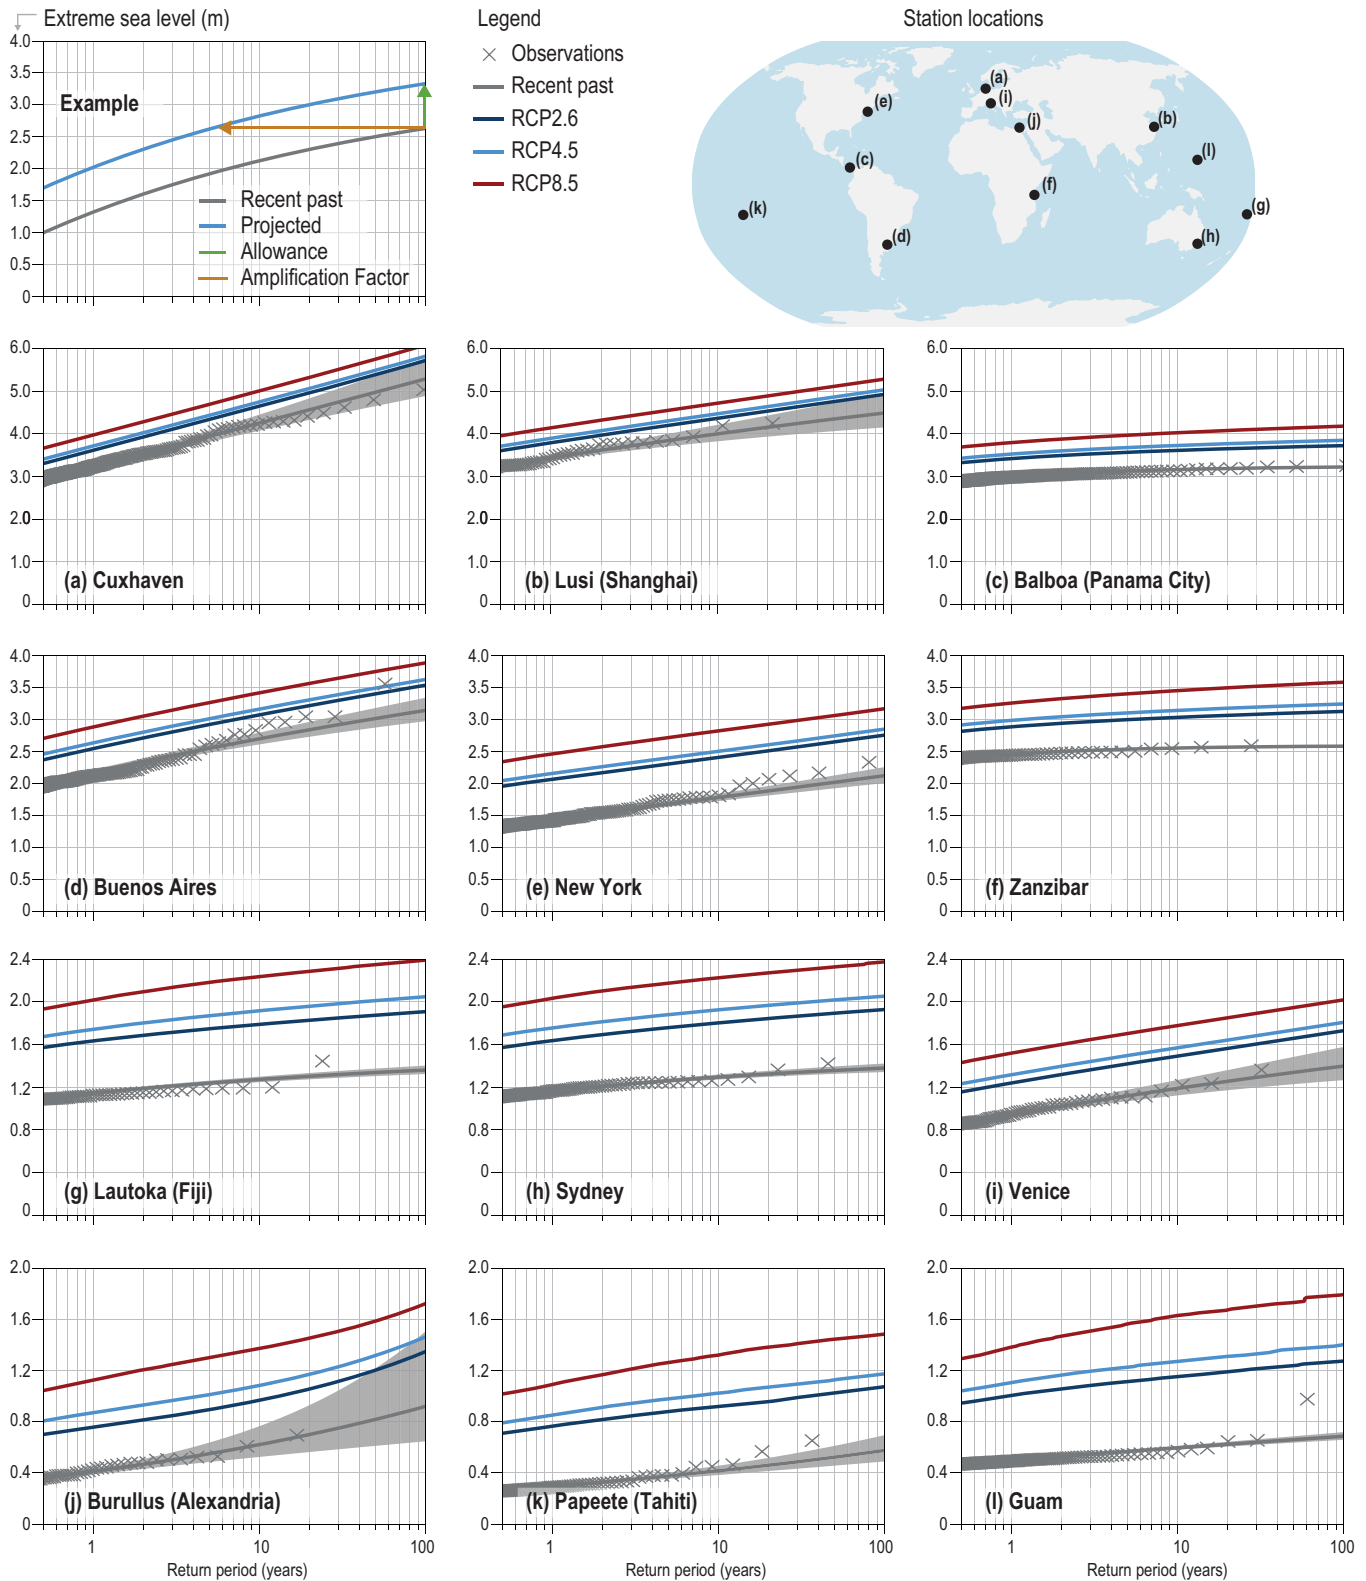 Extreme sea level (m)
4.0
3.5
3.0
2.5
2.0
1.5
1.0
0.5
0
Example
Recent past
Projected
Allowance
Amplification Factor
Legend
Observations
Recent past
RCP2.6
RCP4.5
RCP8.5
Station locations
(a)
(i)
(e)
(j)
(b)
(c)
(l)
(f)
(k)
(g)
(d)
(h)
6.0
5.0
4.0
3.0
2.0
1.0
0
(a) Cuxhaven
6.0
5.0
4.0
3.0
2.0
1.0
0
(b) Lusi (Shanghai)
6.0
5.0
4.0
3.0
2.0
1.0
0
(c) Balboa (Panama City)
4.0
3.5
3.0
2.5
2.0
1.5
1.0
0.5
0
(d) Buenos Aires
4.0
3.5
3.0
2.5
2.0
1.5
1.0
0.5
0
(e) New York
4.0
3.5
3.0
2.5
2.0
1.5
1.0
0.5
0
(f) Zanzibar
2.4
2.0
1.6
1.2
0.8
0
0
(g) Lautoka (Fiji)
2.4
2.0
1.6
1.2
0.8
0
0
(h) Sydney
2.4
2.0
1.6
1.2
0.8
0
0
(i) Venice
2.0
1.6
1.2
0.8
0.4
0
(j) Burullus (Alexandria)
1 10 100
Return period (years)
2.0
1.6
1.2
0.8
0.4
0
(k) Papeete (Tahiti)
1 10 100
Return period (years)
2.0
1.6
1.2
0.8
0.4
0
(l) Guam
1 10 100
Return period (years)